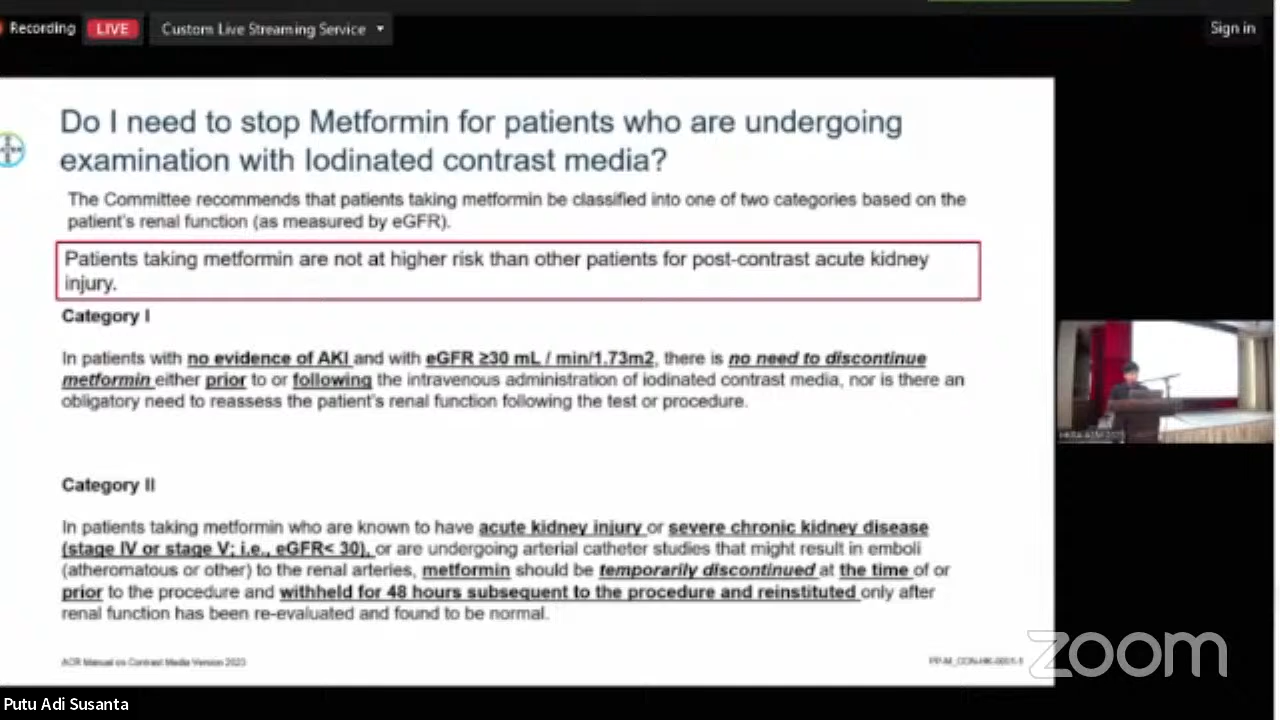 Recording
LIVE
Custom Live Streaming Service
Sign in
Do I need to stop Metformin for patients who are undergoing
examination with Iodinated contrast media?
The Committee recommends that patients taking metformin be classified into one of two categories based on the
patient's renal function (as measured by eGFR).
Patients taking metformin are not at higher risk than other patients for post-contrast acute kidney
injury.
Category I
In patients with no evidence of AKI and with eGFR ≥30 mL / min/1.73m2, there is no need to discontinue
metformin either prior to or following the intravenous administration of iodinated contrast media, nor is there an
obligatory need to reassess the patient's renal function following the test or procedure.
Category II
In patients taking metformin who are known to have acute kidney injury or severe chronic kidney disease
(stage IV or stage V; i.e., eGFR< 30), or are undergoing arterial catheter studies that might result in emboli
(atheromatous or other) to the renal arteries, metformin should be temporarily discontinued at the time of or
prior to the procedure and withheld for 48 hours subsequent to the procedure and reinstituted only after
renal function has been re-evaluated and found to be normal.
ACR Manual on Contrast Media Version 2023
zoom
Putu Adi Susanta